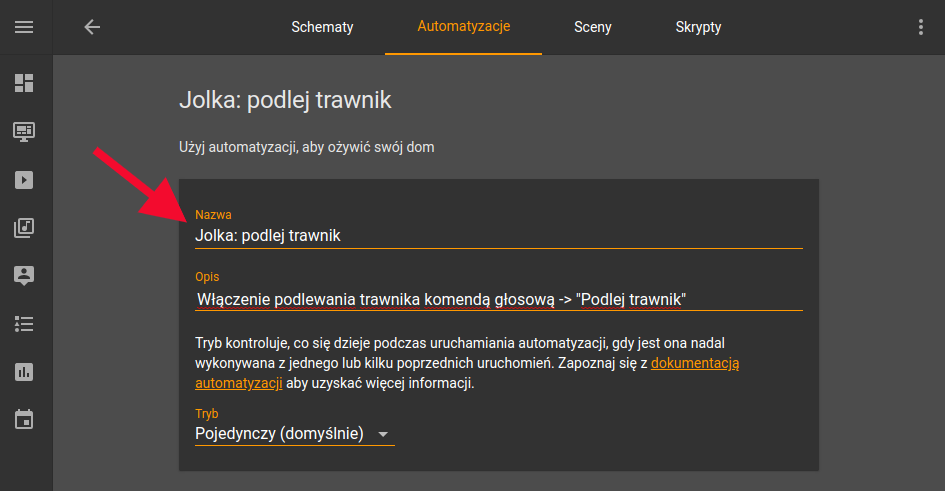 Schematy
Automatyzacje
Sceny
Skrypty
Jolka: podlej trawnik
Użyj automatyzacji, aby ożywić swój dom
Nazwa
Jolka: podlej trawnik
Opis
Włączenie podlewania trawnika komendą głosową -> "Podlej trawnik"
Tryb kontroluje, co się dzieje podczas uruchamiania automatyzacji, gdy jest ona nadal
wykonywana z jednego lub kilku poprzednich uruchomień. Zapoznaj się z dokumentacją
automatyzacji aby uzyskać więcej informacji.
Tryb
Pojedynczy (domyślnie)